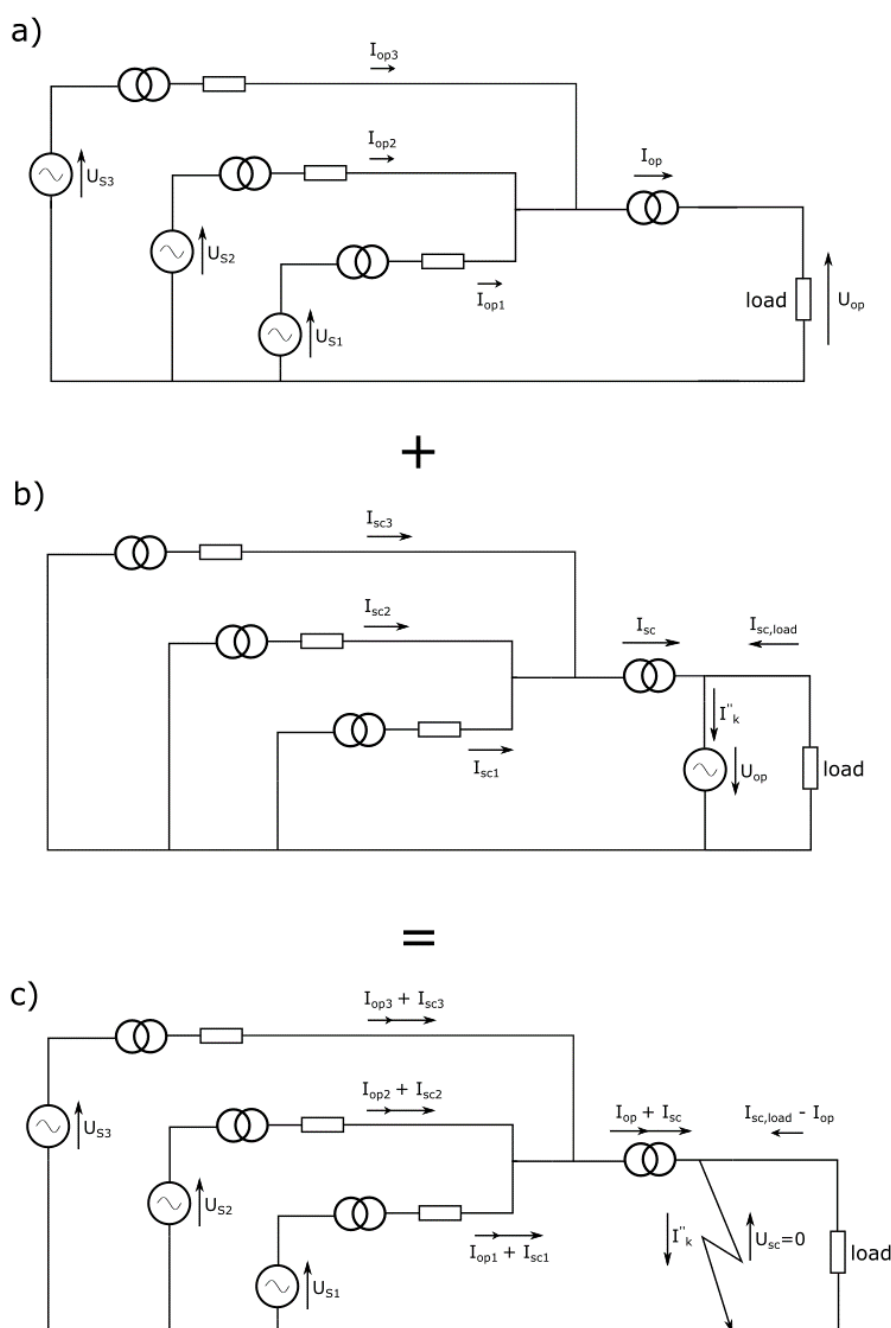 a)
I_op3
U_S3
I_op2
U_S2
I_op1
U_S1
I_op
load
U_op
+
b)
I_sc3
I_sc2
I_sc1
I_sc
I_sc,load
I''_k
U_op
load
=
c)
I_op3 + I_sc3
U_S3
I_op2 + I_sc2
U_S2
I_op1 + I_sc1
U_S1
I_op + I_sc
I_sc,load - I_op
I''_k
U_sc=0
load